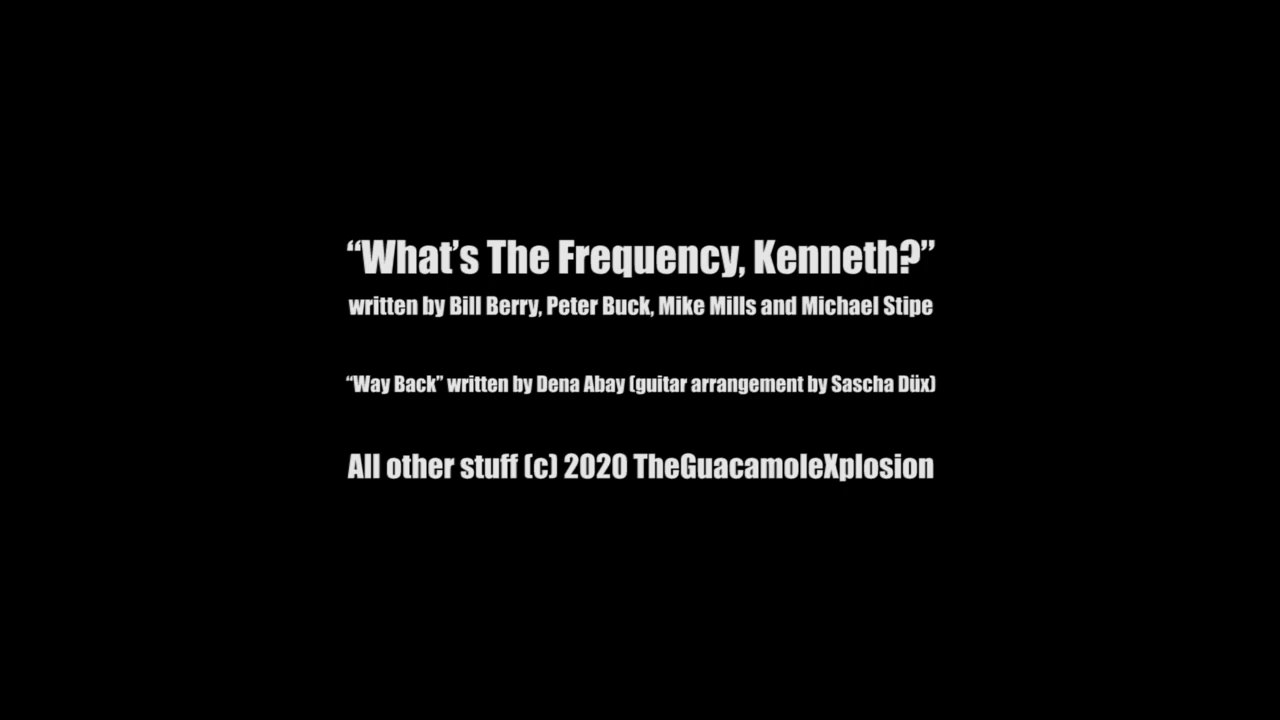 “What’s The Frequency, Kenneth?”
written by Bill Berry, Peter Buck, Mike Mills and Michael Stipe
“Way Back” written by Dena Abay (guitar arrangement by Sascha Düx)
All other stuff (c) 2020 TheGuacamoleXplosion